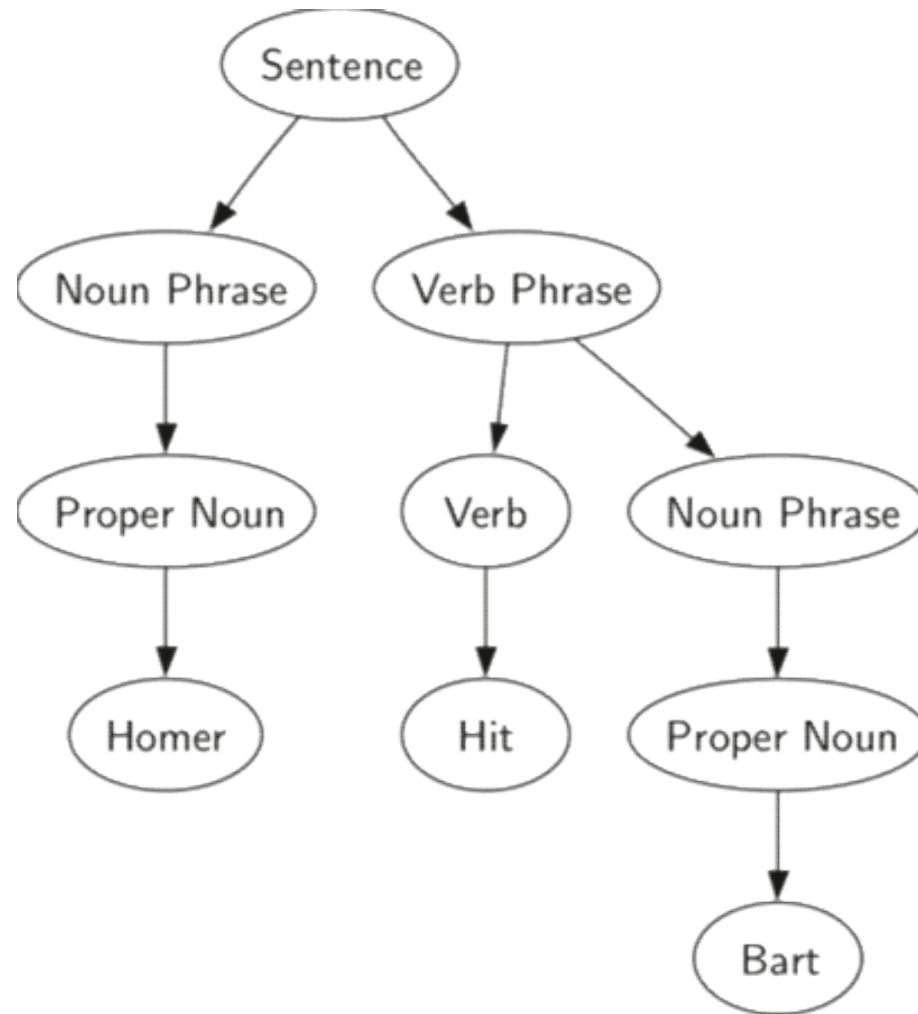 Sentence
Noun Phrase
Verb Phrase
Proper Noun
Verb
Noun Phrase
Homer
Hit
Proper Noun
Bart